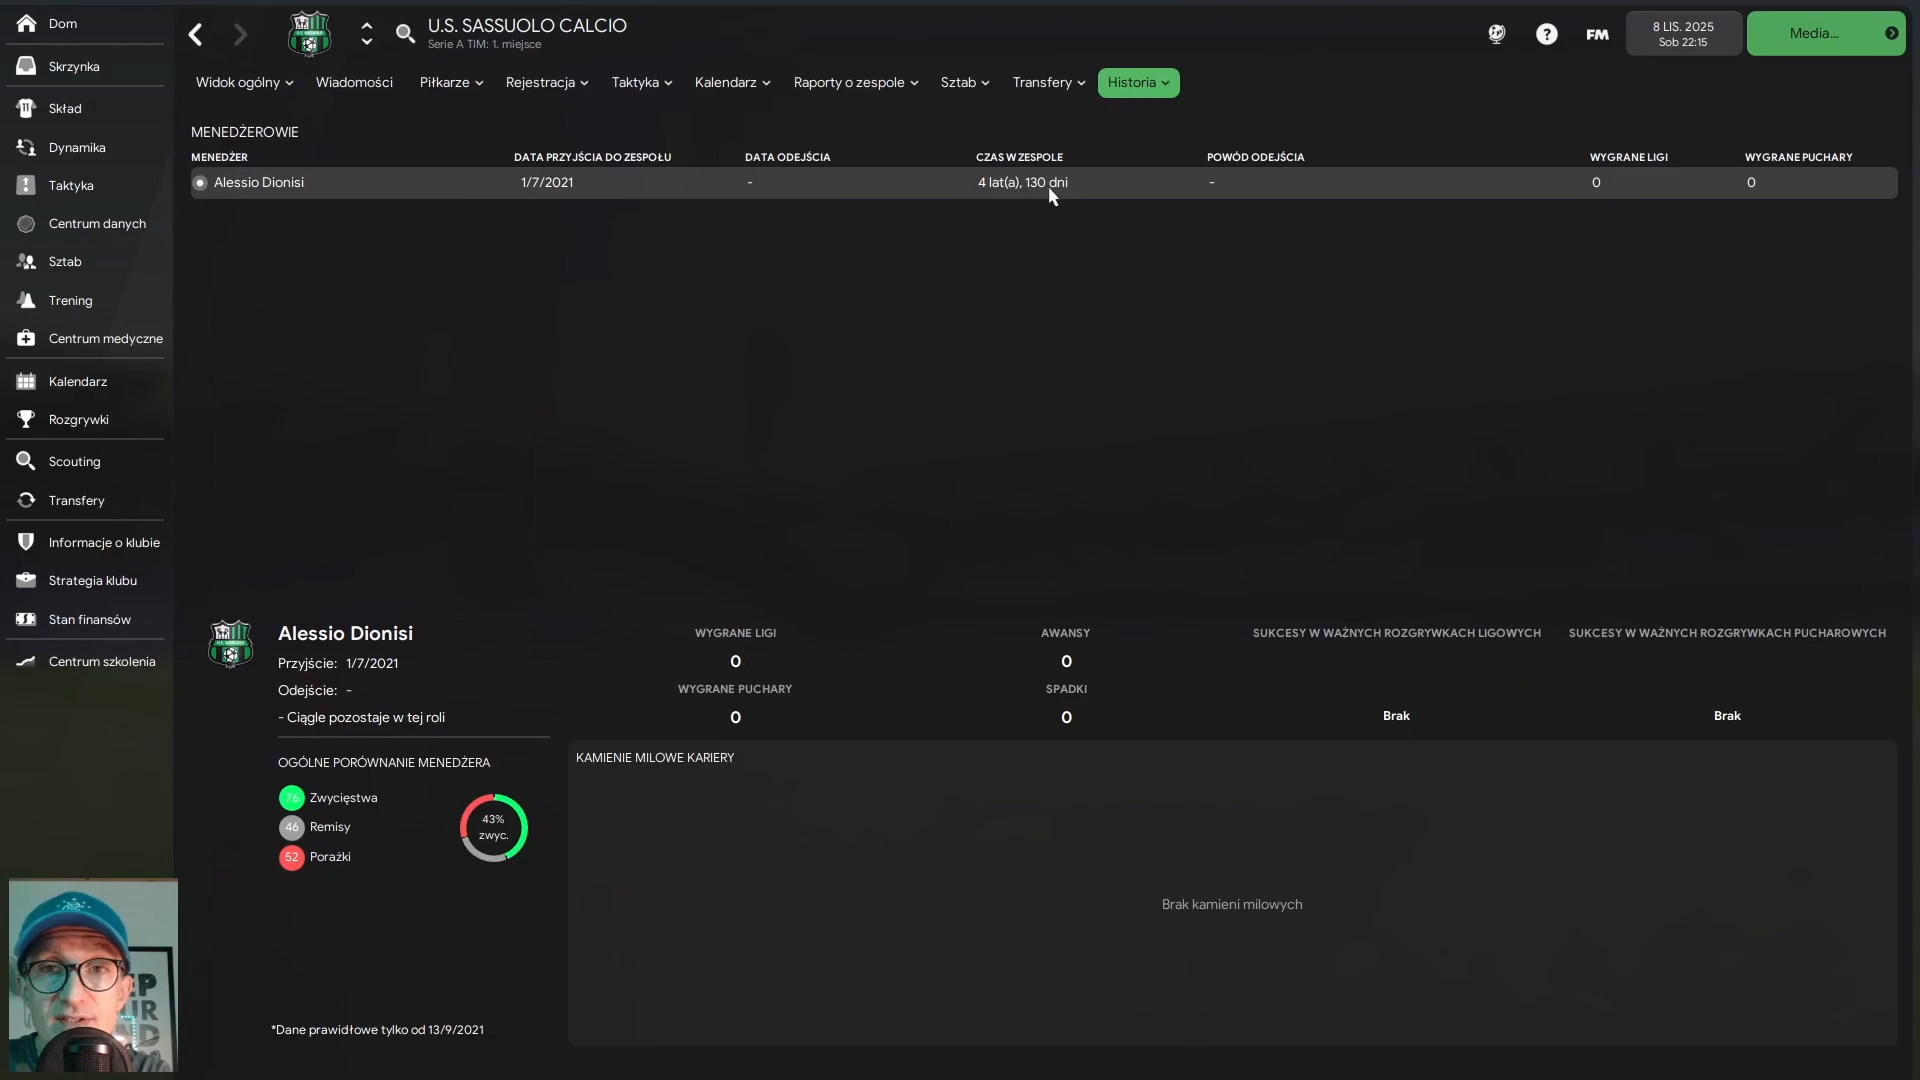 Dom
Skrzynka
Skład
Dynamika
Taktyka
Centrum danych
Sztab
Trening
Centrum medyczne
Kalendarz
Rozgrywki
Scouting
Transfery
Informacje o klubie
Strategia klubu
Stan finansów
Centrum szkolenia
U.S. SASSUOLO CALCIO
Serie A TIM: 1. miejsce
FM
8 LIS. 2025
Sob 22:15
Media...
Widok ogólny Wiadomości Piłkarze Rejestracja Taktyka Kalendarz Raporty o zespole Sztab Transfery Historia
MENEDŻEROWIE
MENEDŻER DATA PRZYJŚCIA DO ZESPOŁU DATA ODEJŚCIA CZAS W ZESPOLE POWÓD ODEJŚCIA WYGRANE LIGI WYGRANE PUCHARY
Alessio Dionisi 1/7/2021 - 4 lat(a), 130 dni - 0 0
Alessio Dionisi
Przyjście: 1/7/2021
Odejście: -
- Ciągle pozostaje w tej roli
WYGRANE LIGI
0
WYGRANE PUCHARY
0
AWANSY
0
SPADKI
0
SUKCESY W WAŻNYCH ROZGRYWKACH LIGOWYCH
Brak
SUKCESY W WAŻNYCH ROZGRYWKACH PUCHAROWYCH
Brak
OGÓLNE PORÓWNANIE MENEDŻERA
76 Zwycięstwa
46 Remisy
52 Porażki
43%
zwyc.
*Dane prawidłowe tylko od 13/9/2021
KAMIENIE MILOWE KARIERY
Brak kamieni milowych